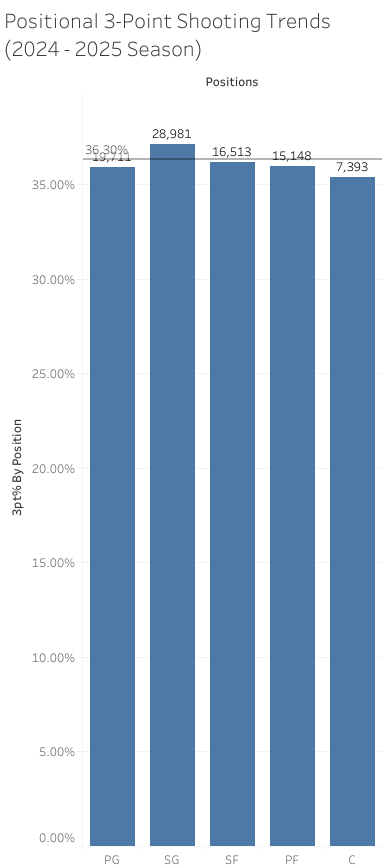 Positional 3-Point Shooting Trends
(2024 - 2025 Season)
Positions
28,981
36.30%
19,711
16,513
15,148
7,393
35.00%
30.00%
25.00%
20.00%
15.00%
10.00%
5.00%
0.00%
3pt% By Position
PG SG SF PF C